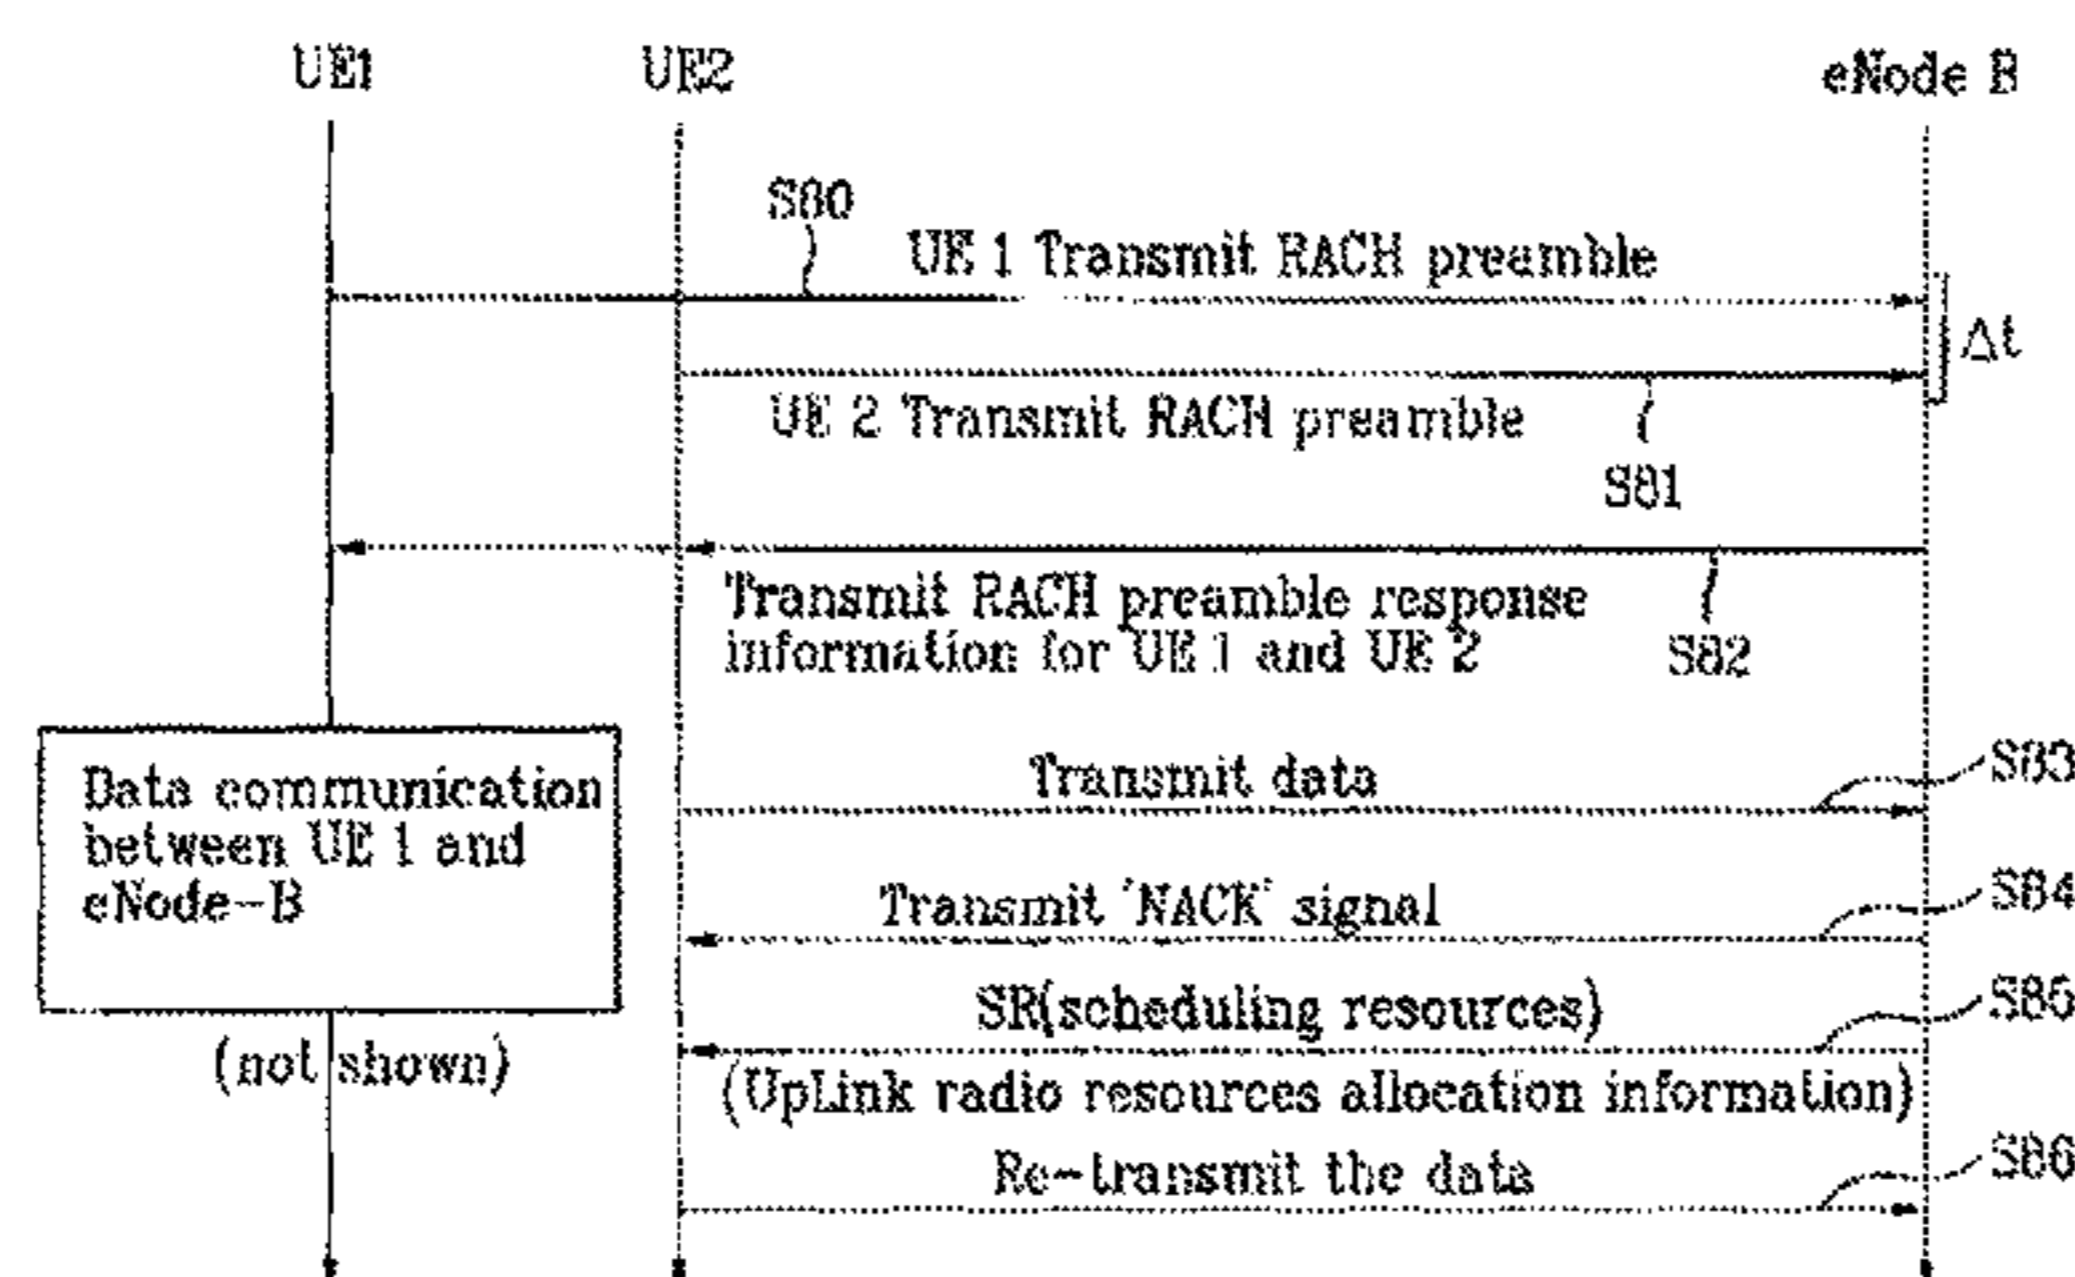 UE1
UE2
eNode B
S80
UE 1 Transmit RACH preamble
Δt
UE 2 Transmit RACH preamble
S81
Transmit RACH preamble response
information for UE 1 and UE 2
S82
Data communication
between UE 1 and
eNode-B
(not shown)
Transmit data
S83
Transmit 'NACK' signal
S84
SR(scheduling resources)
S85
(UpLink radio resources allocation information)
Re-transmit the data
S86